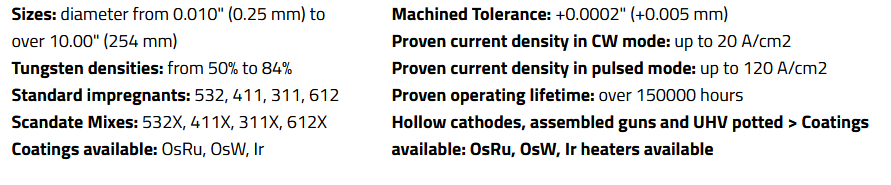 Sizes: diameter from 0.010" (0.25 mm) to
over 10.00" (254 mm)
Tungsten densities: from 50% to 84%
Standard impregnants: 532, 411, 311, 612
Scandate Mixes: 532X, 411X, 311X, 612X
Coatings available: OsRu, OsW, Ir
Machined Tolerance: +0.0002" (+0.005 mm)
Proven current density in CW mode: up to 20 A/cm2
Proven current density in pulsed mode: up to 120 A/cm2
Proven operating lifetime: over 150000 hours
Hollow cathodes, assembled guns and UHV potted > Coatings
available: OsRu, OsW, Ir heaters available